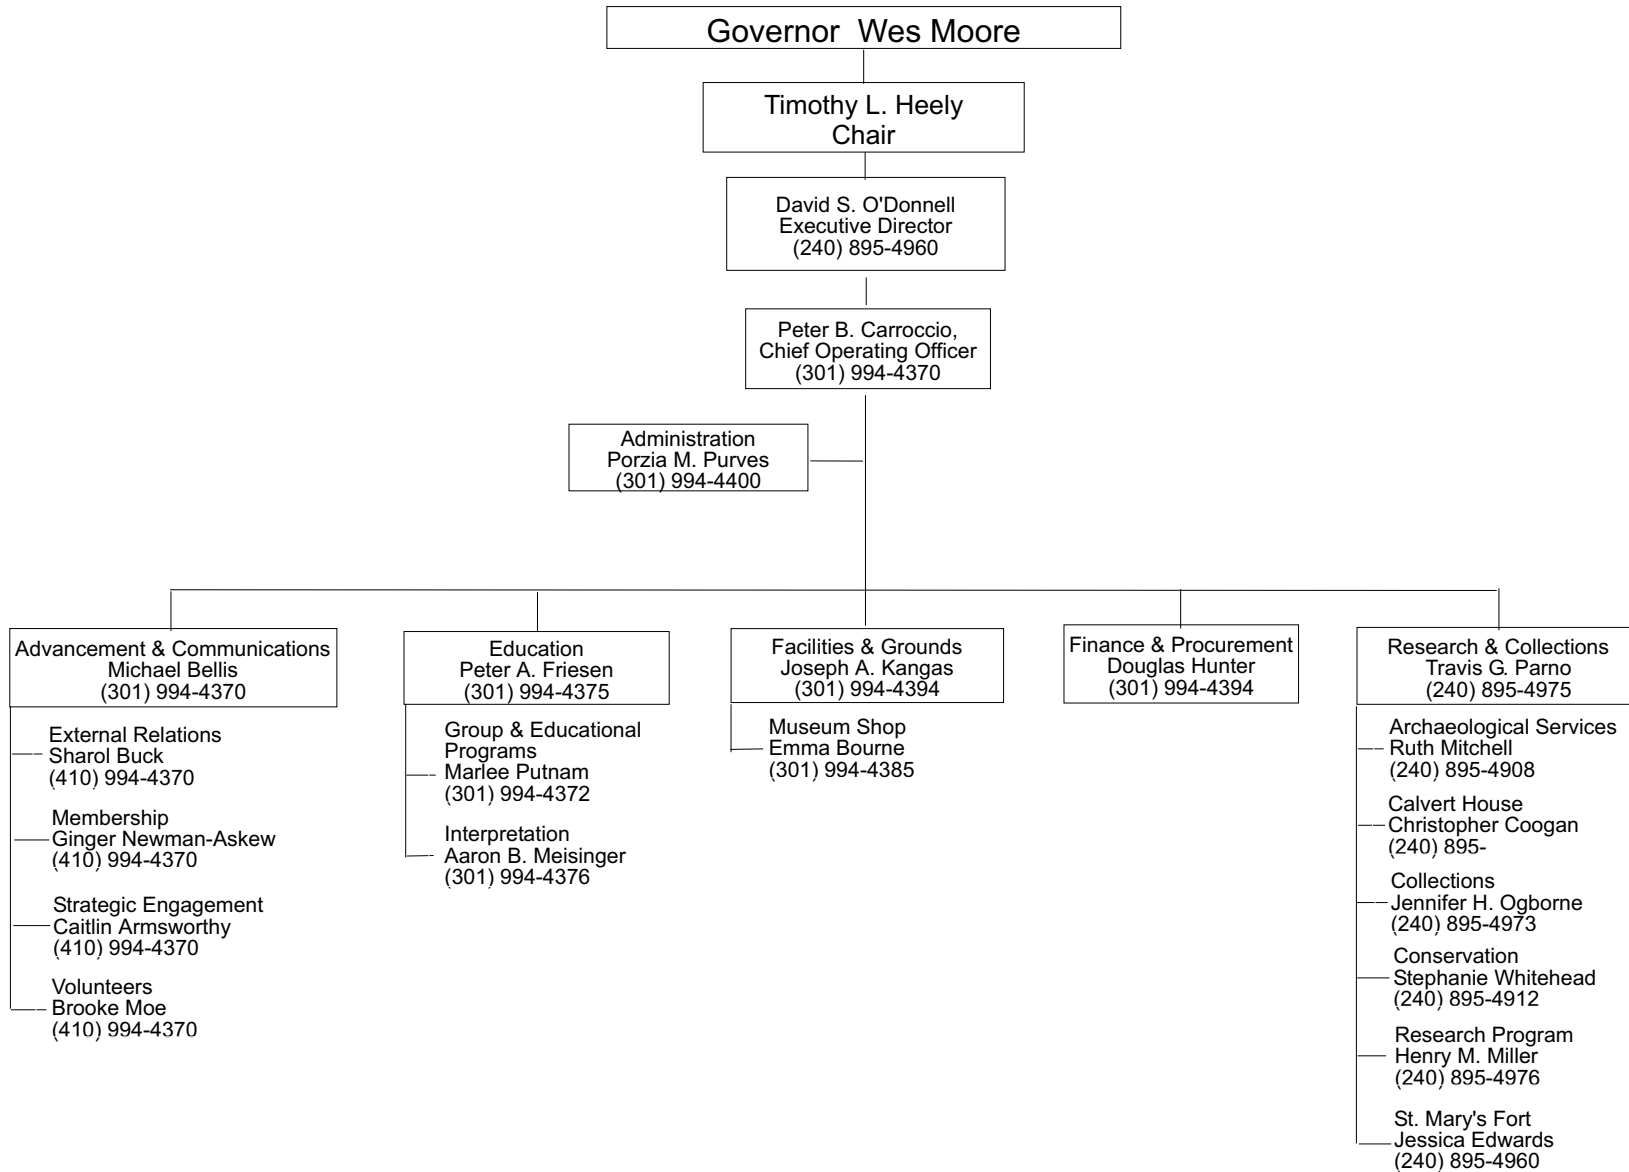 Governor  Wes Moore
Timothy L. Heely
Chair
David S. O'Donnell
Executive Director
(240) 895-4960
Peter B. Carroccio,
Chief Operating Officer
(301) 994-4370
Administration
Porzia M. Purves
(301) 994-4400
Advancement & Communications
Michael Bellis
(301) 994-4370
External Relations
Sharol Buck
(410) 994-4370
Membership
Ginger Newman-Askew
(410) 994-4370
Strategic Engagement
Caitlin Armsworthy
(410) 994-4370
Volunteers
Brooke Moe
(410) 994-4370
Education
Peter A. Friesen
(301) 994-4375
Group & Educational
Programs
Marlee Putnam
(301) 994-4372
Interpretation
Aaron B. Meisinger
(301) 994-4376
Facilities & Grounds
Joseph A. Kangas
(301) 994-4394
Museum Shop
Emma Bourne
(301) 994-4385
Finance & Procurement
Douglas Hunter
(301) 994-4394
Research & Collections
Travis G. Parno
(240) 895-4975
Archaeological Services
Ruth Mitchell
(240) 895-4908
Calvert House
Christopher Coogan
(240) 895-
Collections
Jennifer H. Ogborne
(240) 895-4973
Conservation
Stephanie Whitehead
(240) 895-4912
Research Program
Henry M. Miller
(240) 895-4976
St. Mary's Fort
Jessica Edwards
(240) 895-4960